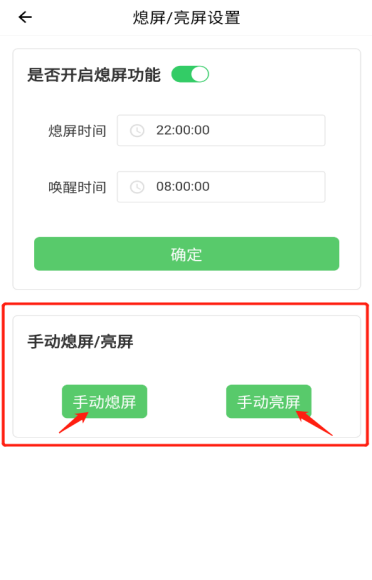 熄屏/亮屏设置
是否开启熄屏功能
熄屏时间 22:00:00
唤醒时间 08:00:00
确定
手动熄屏/亮屏
手动熄屏 手动亮屏